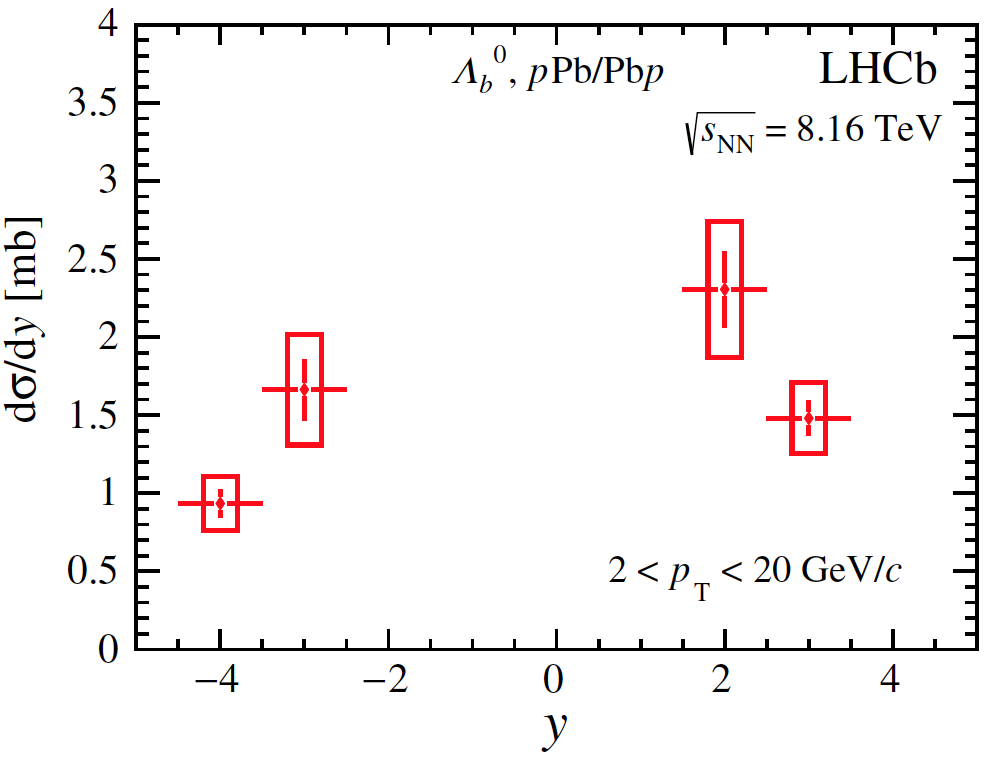 Λb0, pPb/Pbp LHCb
√sNN = 8.16 TeV
dσ/dy [mb]
4
3.5
3
2.5
2
1.5
1
0.5
0
2 < pT < 20 GeV/c
−4 −2 0 2 4
y